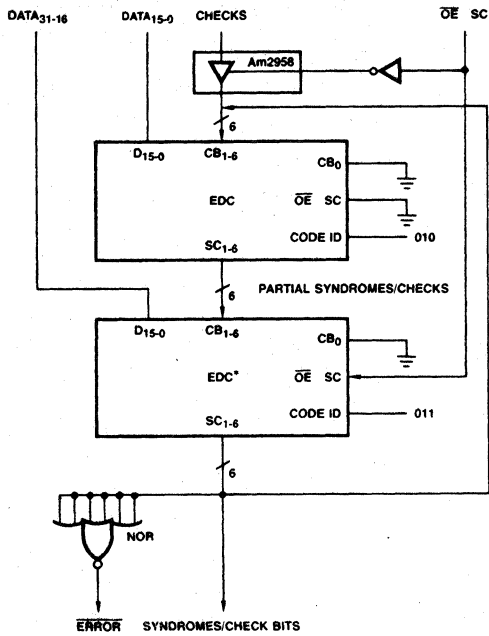 DATA31-16 DATA15-0 CHECKS OE SC
Am2958
6
D15-0 CB1-6 CB0
EDC OE SC
CODE ID 010
SC1-6
6 PARTIAL SYNDROMES/CHECKS
D15-0 CB1-6 CB0
EDC* OE SC
CODE ID 011
SC1-6
6
NOR
ERROR SYNDROMES/CHECK BITS